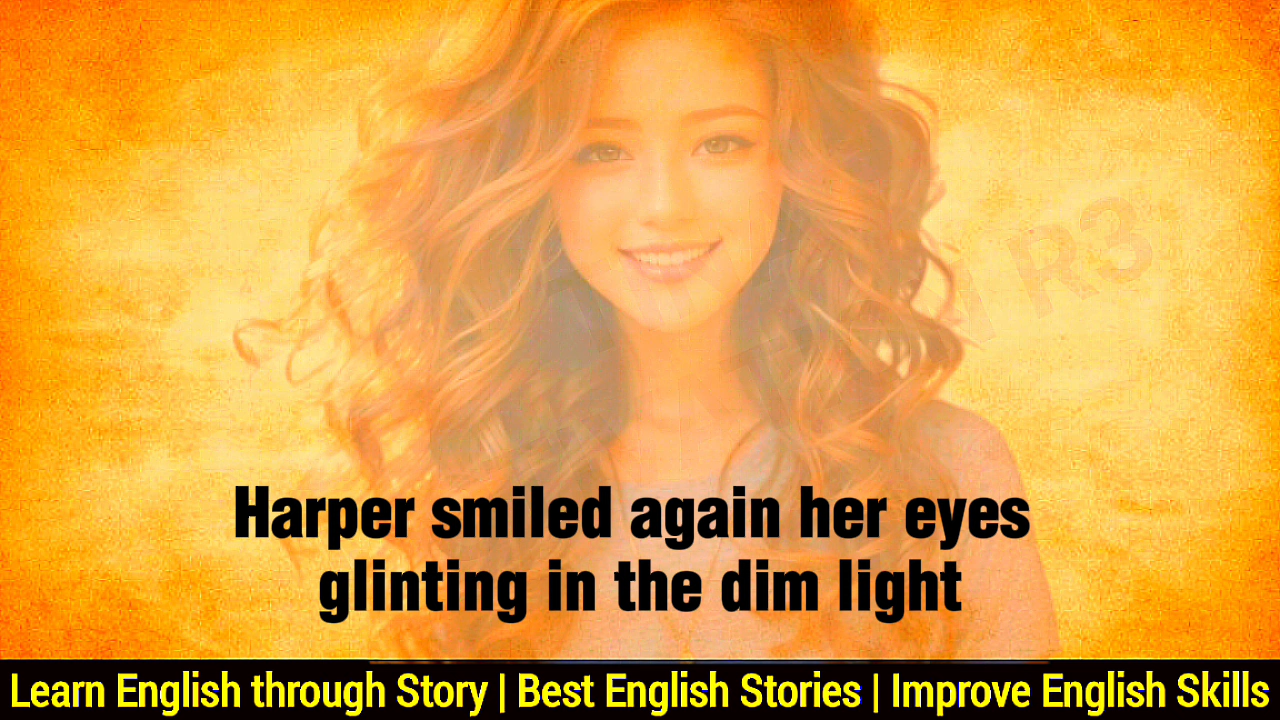 Harper smiled again her eyes
glinting in the dim light
Learn English through Story | Best English Stories | Improve English Skills